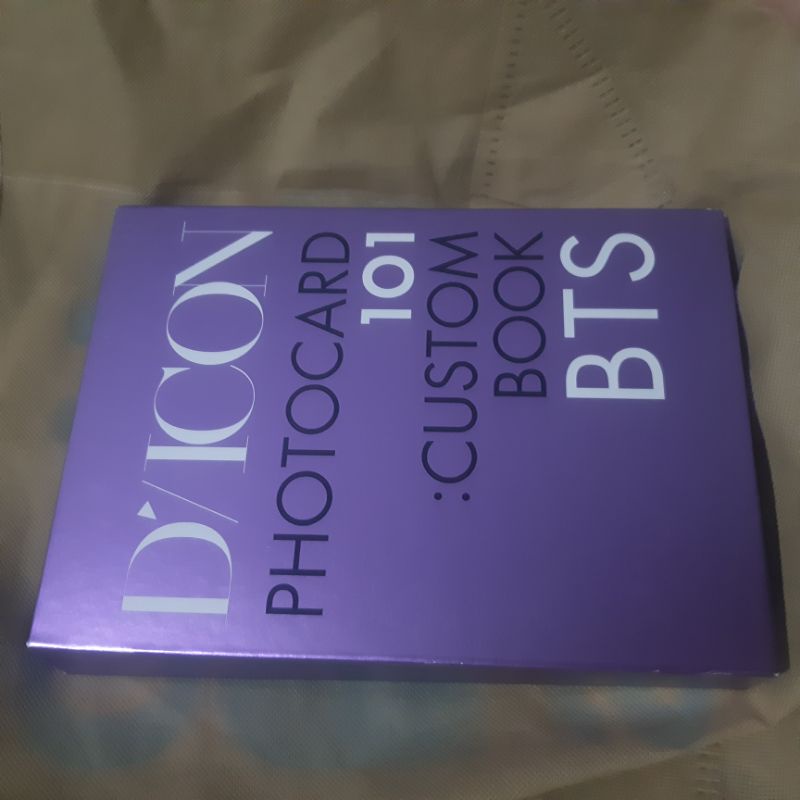 D'/ICON
PHOTOCARD
101
:CUSTOM
BOOK
BTS